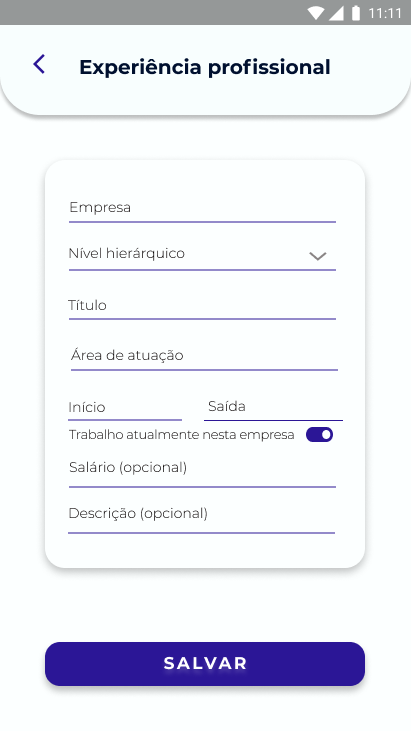 11:11
Experiência profissional
Empresa
Nível hierárquico
Título
Área de atuação
Início Saída
Trabalho atualmente nesta empresa
Salário (opcional)
Descrição (opcional)
SALVAR